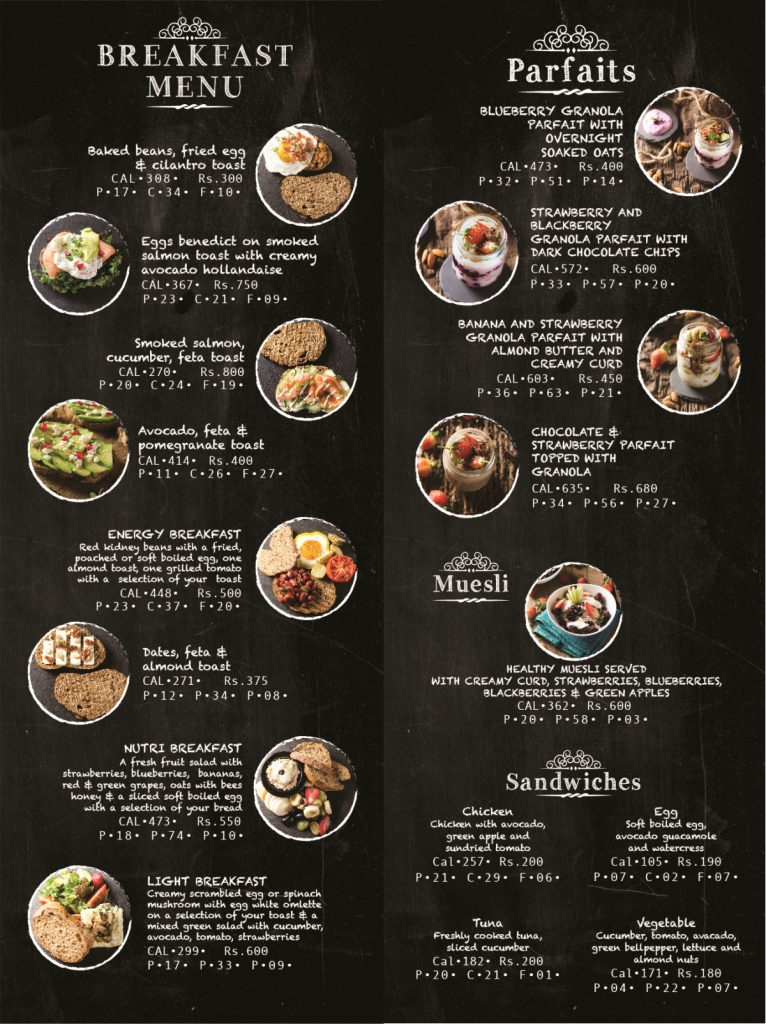 BREAKFAST
MENU
Baked beans, fried egg
& cilantro toast
CAL•308• Rs.300
P•17• C•34• F•10•
Eggs benedict on smoked
salmon toast with creamy
avocado hollandaise
CAL•367• Rs.750
P•23• C•21• F•09•
Smoked salmon,
cucumber, feta toast
CAL•270• Rs.800
P•20• C•24• F•19•
Avocado, feta &
pomegranate toast
CAL•414• Rs.400
P•11• C•26• F•27•
ENERGY BREAKFAST
Red kidney beans with a fried,
poached or soft boiled egg, one
almond toast, one grilled tomato
with a selection of your toast
CAL•448• Rs.500
P•23• C•37• F•20•
Dates, feta &
almond toast
CAL•271• Rs.375
P•12• P•34• P•08•
NUTRI BREAKFAST
A fresh fruit salad with
strawberries, blueberries, bananas,
red & green grapes, oats with bees
honey & a sliced soft boiled egg
with a selection of your bread
CAL•473• Rs.550
P•18• P•74• P•10•
LIGHT BREAKFAST
Creamy scrambled egg or spinach
mushroom with egg white omlette
on a selection of your toast & a
mixed green salad with cucumber,
avocado, tomato, strawberries
CAL•299• Rs.600
P•17• P•33• P•09•
Parfaits
BLUEBERRY GRANOLA
PARFAIT WITH
OVERNIGHT
SOAKED OATS
CAL•473• Rs.400
P•32• P•51• P•14•
STRAWBERRY AND
BLACKBERRY
GRANOLA PARFAIT WITH
DARK CHOCOLATE CHIPS
CAL•572• Rs.600
P•33• P•57• P•20•
BANANA AND STRAWBERRY
GRANOLA PARFAIT WITH
ALMOND BUTTER AND
CREAMY CURD
CAL•603• Rs.450
P•36• P•63• P•21•
CHOCOLATE &
STRAWBERRY PARFAIT
TOPPED WITH
GRANOLA
CAL•635• Rs.680
P•34• P•56• P•27•
Muesli
HEALTHY MUESLI SERVED
WITH CREAMY CURD, STRAWBERRIES, BLUEBERRIES,
BLACKBERRIES & GREEN APPLES
CAL•362• Rs.600
P•20• P•58• P•03•
Sandwiches
Chicken
Chicken with avocado,
green apple and
sundried tomato
Cal•257• Rs.200
P•21• C•29• F•06•
Egg
Soft boiled egg,
avocado guacamole
and watercress
Cal•105• Rs.190
P•07• C•02• F•07•
Tuna
Freshly cooked tuna,
sliced cucumber
Cal•182• Rs.200
P•20• C•21• F•01•
Vegetable
Cucumber, tomato, avacado,
green bellpepper, lettuce and
almond nuts
Cal•171• Rs.180
P•04• P•22• P•07•